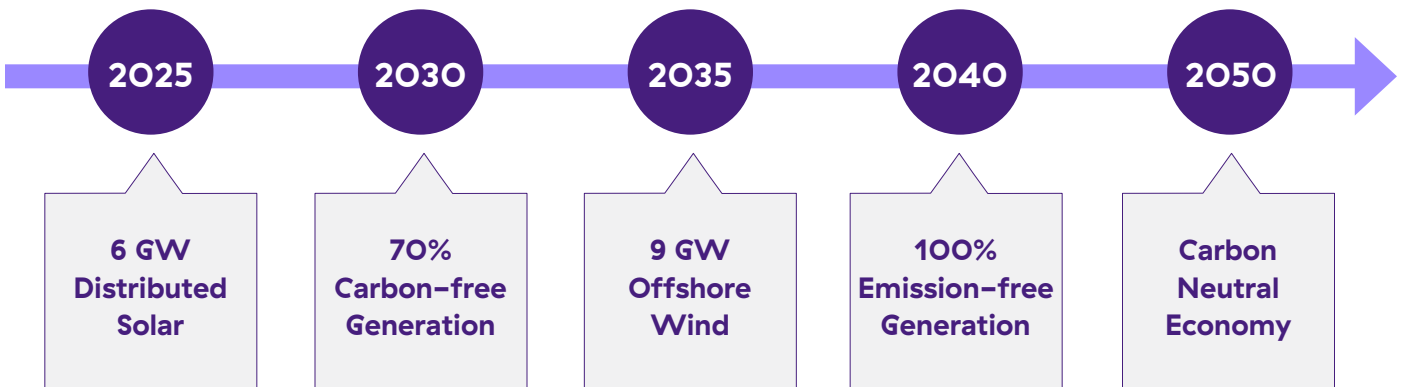 2025
2030
2035
2040
2050
6 GW
Distributed
Solar
70%
Carbon-free
Generation
9 GW
Offshore
Wind
100%
Emission-free
Generation
Carbon
Neutral
Economy